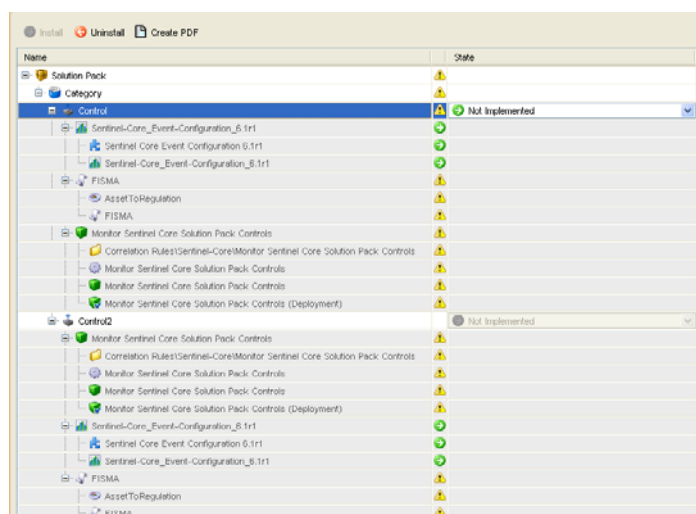 Install Uninstall Create PDF
Name State
Solution Pack
Category
Control Not Implemented
Sentinel-Core_Event-Configuration_6.1r1
Sentinel Core Event Configuration 6.1r1
Sentinel-Core_Event-Configuration_6.1r1
FISMA
AssetToRegulation
FISMA
Monitor Sentinel Core Solution Pack Controls
Correlation Rules\Sentinel-Core\Monitor Sentinel Core Solution Pack Controls
Monitor Sentinel Core Solution Pack Controls
Monitor Sentinel Core Solution Pack Controls
Monitor Sentinel Core Solution Pack Controls (Deployment)
Control2 Not Implemented
Monitor Sentinel Core Solution Pack Controls
Correlation Rules\Sentinel-Core\Monitor Sentinel Core Solution Pack Controls
Monitor Sentinel Core Solution Pack Controls
Monitor Sentinel Core Solution Pack Controls
Monitor Sentinel Core Solution Pack Controls (Deployment)
Sentinel-Core_Event-Configuration_6.1r1
Sentinel Core Event Configuration 6.1r1
Sentinel-Core_Event-Configuration_6.1r1
FISMA
AssetToRegulation
FISMA